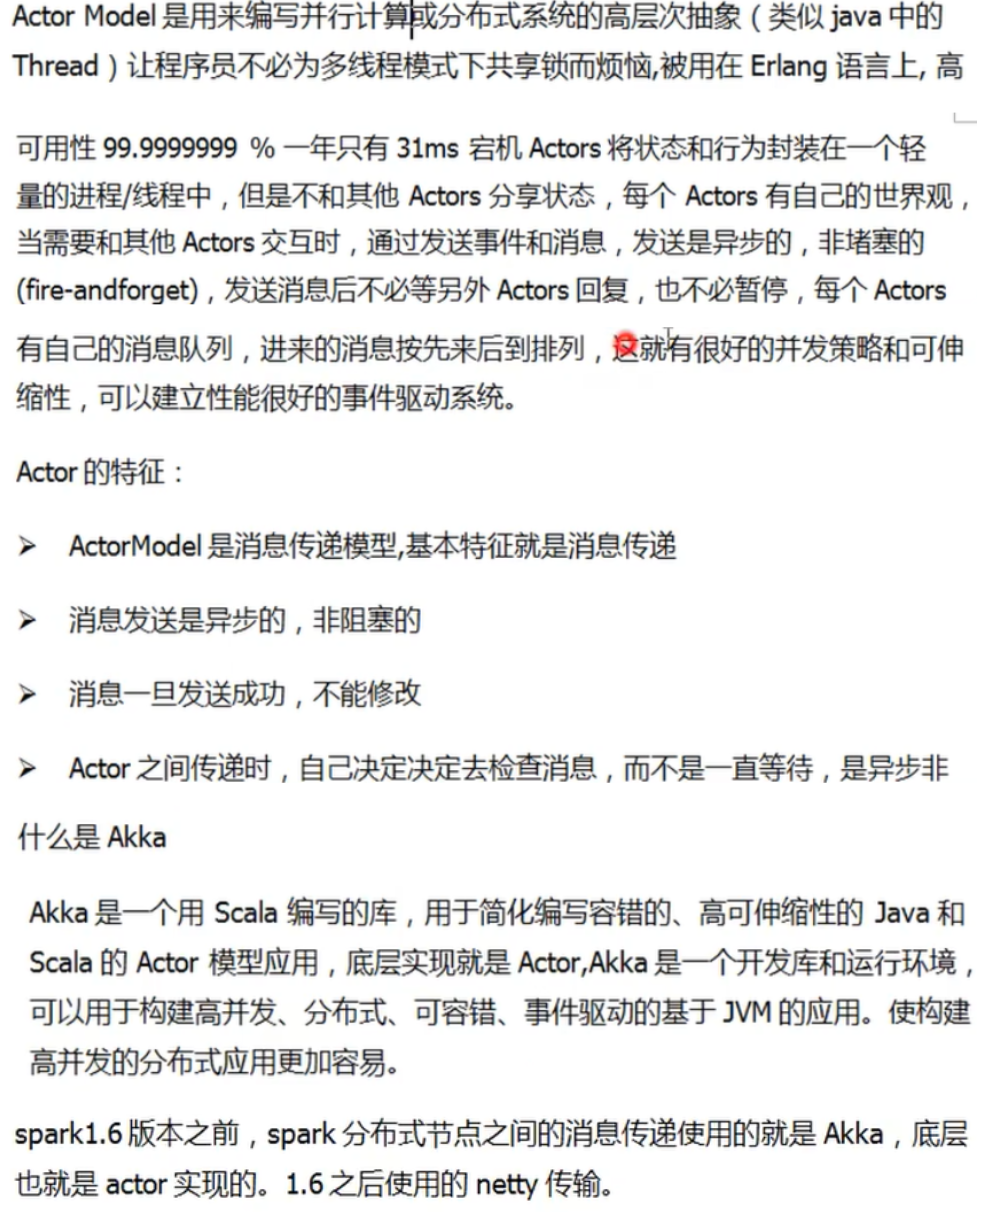 Actor Model 是用来编写并行计算或分布式系统的高层次抽象（类似 java 中的
Thread）让程序员不必为多线程模式下共享锁而烦恼,被用在 Erlang 语言上, 高
可用性 99.9999999 % 一年只有 31ms 宕机 Actors 将状态和行为封装在一个轻
量的进程/线程中，但是不和其他 Actors 分享状态，每个 Actors 有自己的世界观，
当需要和其他 Actors 交互时，通过发送事件和消息，发送是异步的，非堵塞的
(fire-andforget)，发送消息后不必等另外 Actors 回复，也不必暂停，每个 Actors
有自己的消息队列，进来的消息按先来后到排列，这就有很好的并发策略和可伸
缩性，可以建立性能很好的事件驱动系统。
Actor 的特征：
➢ ActorModel 是消息传递模型,基本特征就是消息传递
➢ 消息发送是异步的，非阻塞的
➢ 消息一旦发送成功，不能修改
➢ Actor 之间传递时，自己决定决定去检查消息，而不是一直等待，是异步非
什么是 Akka
Akka 是一个用 Scala 编写的库，用于简化编写容错的、高可伸缩性的 Java 和
Scala 的 Actor 模型应用，底层实现就是 Actor,Akka 是一个开发库和运行环境，
可以用于构建高并发、分布式、可容错、事件驱动的基于 JVM 的应用。使构建
高并发的分布式应用更加容易。
spark1.6 版本之前，spark 分布式节点之间的消息传递使用的就是 Akka，底层
也就是 actor 实现的。1.6 之后使用的 netty 传输。